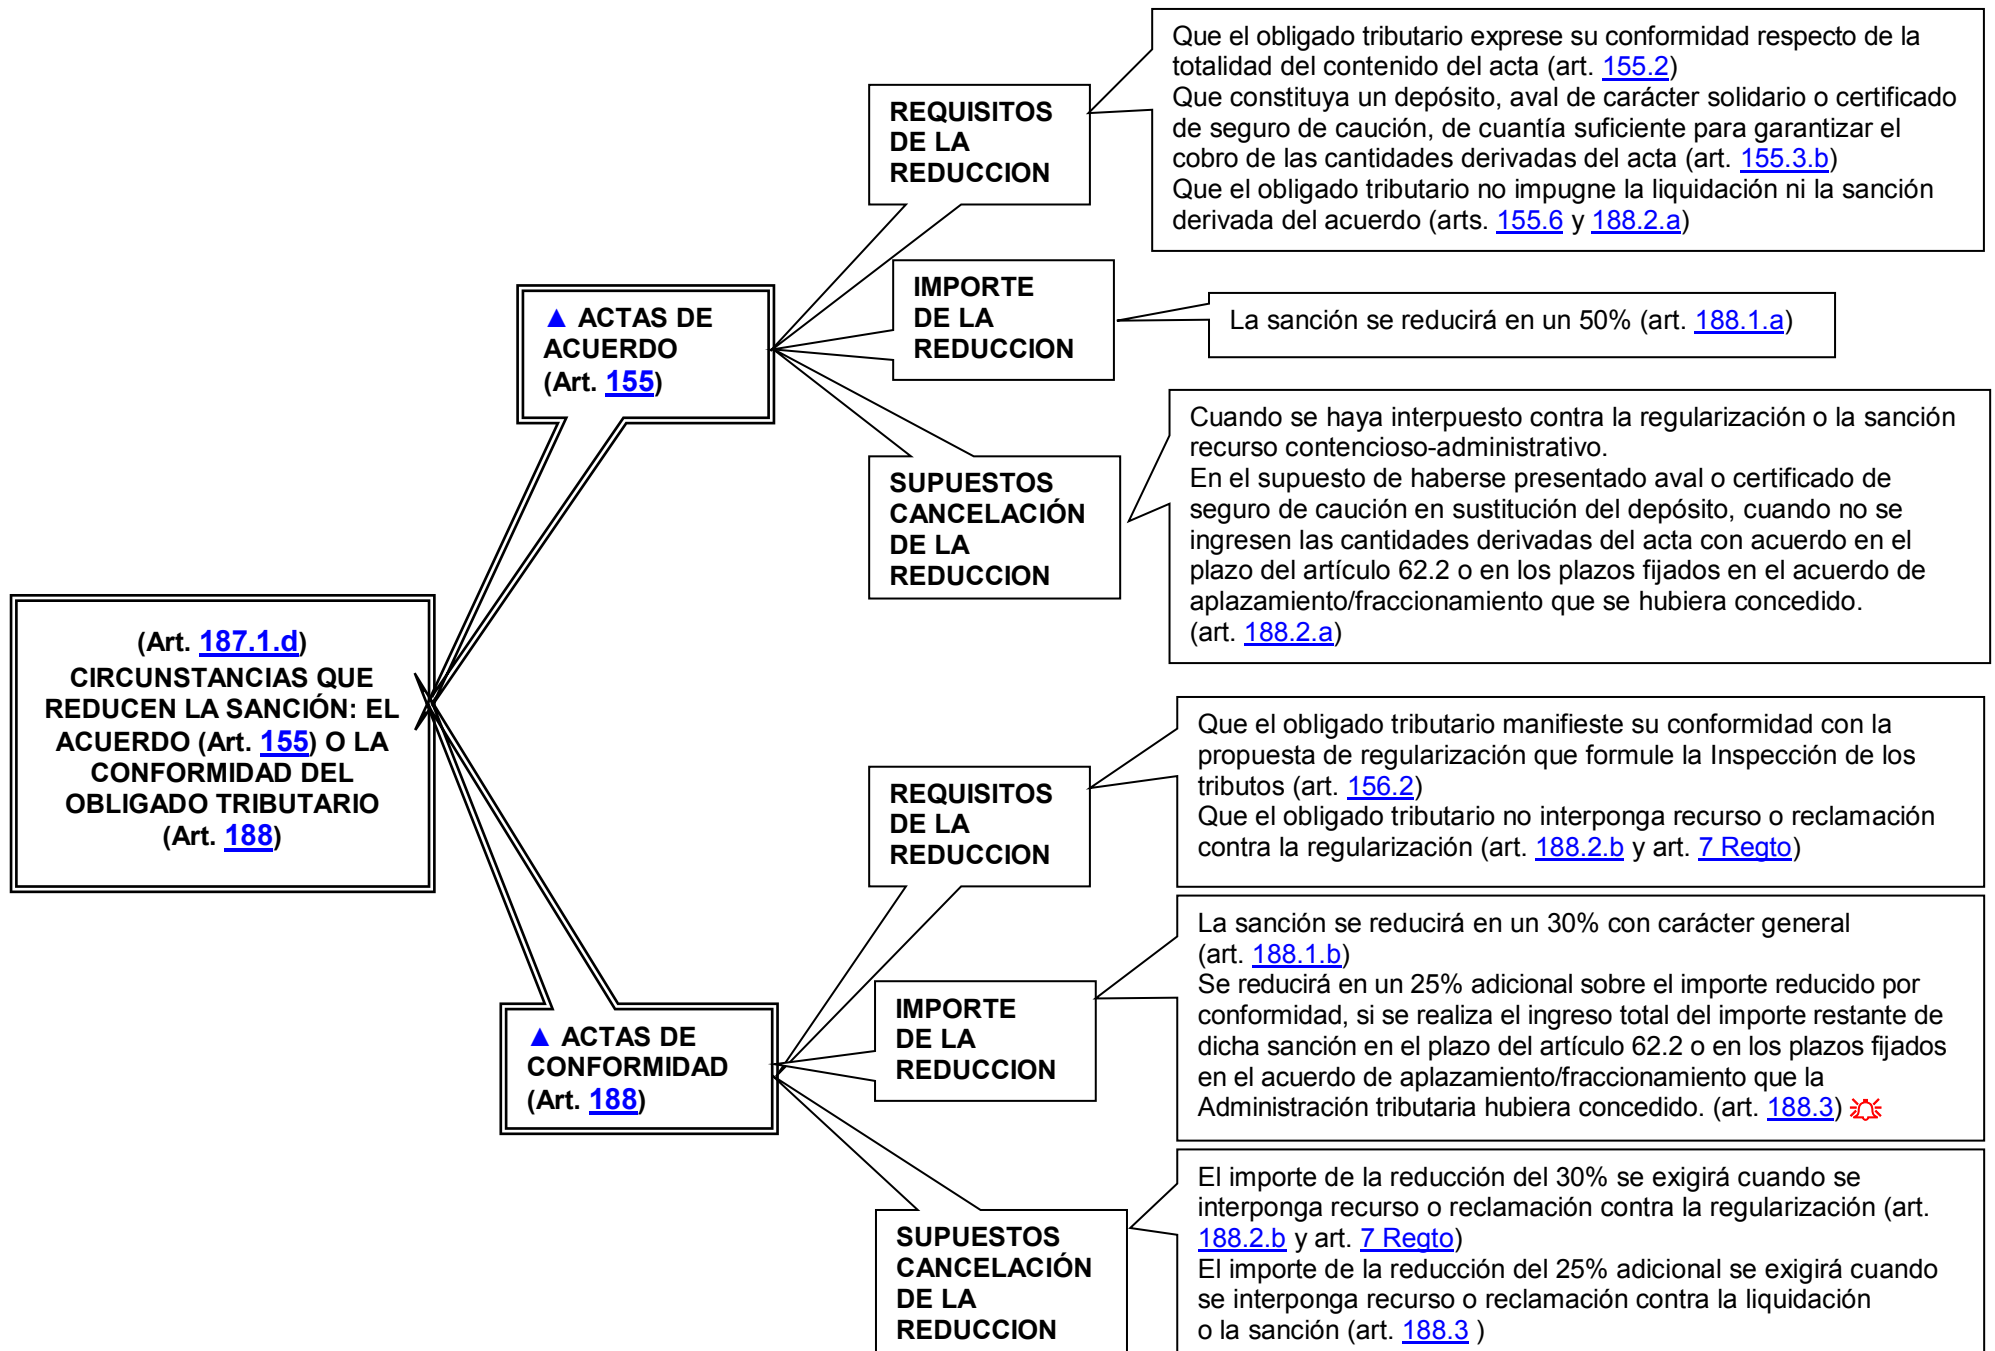 (Art. 187.1.d)
CIRCUNSTANCIAS QUE
REDUCEN LA SANCIÓN: EL
ACUERDO (Art. 155) O LA
CONFORMIDAD DEL
OBLIGADO TRIBUTARIO
(Art. 188)
▲ ACTAS DE
ACUERDO
(Art. 155)
REQUISITOS
DE LA
REDUCCION
Que el obligado tributario exprese su conformidad respecto de la
totalidad del contenido del acta (art. 155.2)
Que constituya un depósito, aval de carácter solidario o certificado
de seguro de caución, de cuantía suficiente para garantizar el
cobro de las cantidades derivadas del acta (art. 155.3.b)
Que el obligado tributario no impugne la liquidación ni la sanción
derivada del acuerdo (arts. 155.6 y 188.2.a)
IMPORTE
DE LA
REDUCCION
La sanción se reducirá en un 50% (art. 188.1.a)
SUPUESTOS
CANCELACIÓN
DE LA
REDUCCION
Cuando se haya interpuesto contra la regularización o la sanción
recurso contencioso-administrativo.
En el supuesto de haberse presentado aval o certificado de
seguro de caución en sustitución del depósito, cuando no se
ingresen las cantidades derivadas del acta con acuerdo en el
plazo del artículo 62.2 o en los plazos fijados en el acuerdo de
aplazamiento/fraccionamiento que se hubiera concedido.
(art. 188.2.a)
▲ ACTAS DE
CONFORMIDAD
(Art. 188)
REQUISITOS
DE LA
REDUCCION
Que el obligado tributario manifieste su conformidad con la
propuesta de regularización que formule la Inspección de los
tributos (art. 156.2)
Que el obligado tributario no interponga recurso o reclamación
contra la regularización (art. 188.2.b y art. 7 Regto)
IMPORTE
DE LA
REDUCCION
La sanción se reducirá en un 30% con carácter general
(art. 188.1.b)
Se reducirá en un 25% adicional sobre el importe reducido por
conformidad, si se realiza el ingreso total del importe restante de
dicha sanción en el plazo del artículo 62.2 o en los plazos fijados
en el acuerdo de aplazamiento/fraccionamiento que la
Administración tributaria hubiera concedido. (art. 188.3)
SUPUESTOS
CANCELACIÓN
DE LA
REDUCCION
El importe de la reducción del 30% se exigirá cuando se
interponga recurso o reclamación contra la regularización (art.
188.2.b y art. 7 Regto)
El importe de la reducción del 25% adicional se exigirá cuando
se interponga recurso o reclamación contra la liquidación
o la sanción (art. 188.3 )